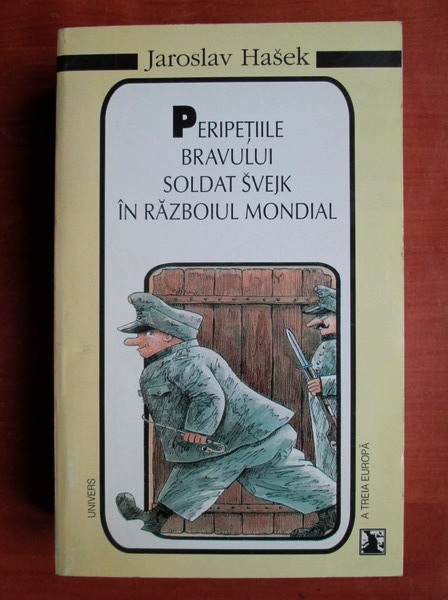 Jaroslav Hašek
PERIPEȚIILE
BRAVULUI
SOLDAT ŠVEJK
ÎN RĂZBOIUL MONDIAL
UNIVERS
A TREIA EUROPĂ